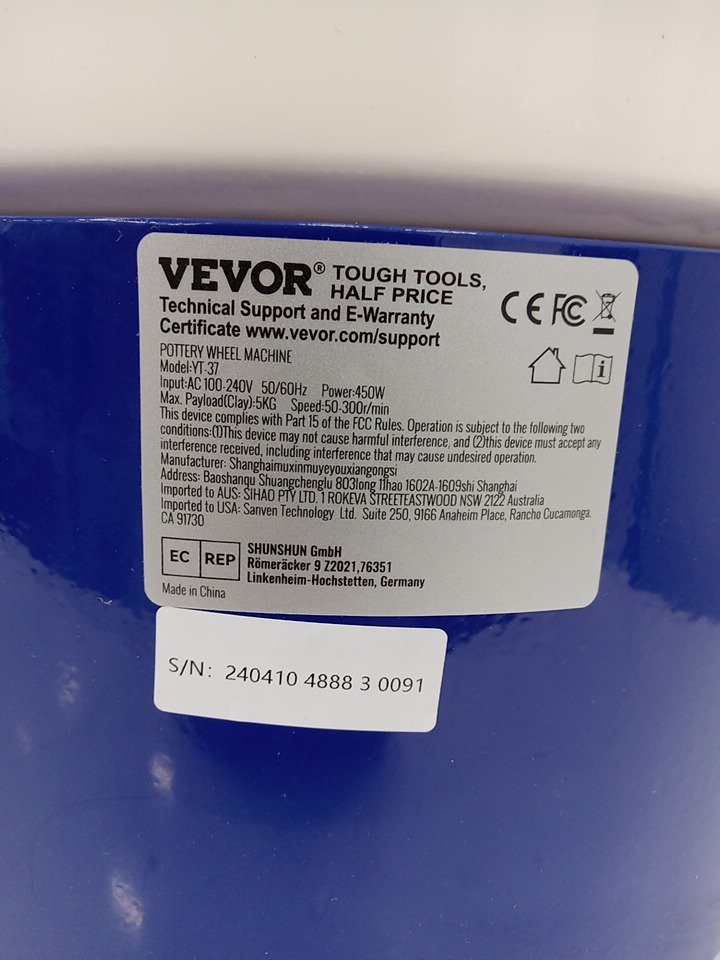 VEVOR® TOUGH TOOLS,
HALF PRICE
Technical Support and E-Warranty
Certificate www.vevor.com/support
CE FC
POTTERY WHEEL MACHINE
Model:YT-37
Input:AC 100-240V 50/60Hz Power:450W
Max. Payload(Clay):5KG Speed:50-300r/min
This device complies with Part 15 of the FCC Rules. Operation is subject to the following two
conditions:(1)This device may not cause harmful interference, and (2)this device must accept any
interference received, including interference that may cause undesired operation.
Manufacturer: Shanghaimuxinmuyeyouxiangongsi
Address: Baoshanqu Shuangchenglu 803long 11hao 1602A-1609shi Shanghai
Imported to AUS: SIHAO PTY LTD. 1 ROKEVA STREETEASTWOOD NSW 2122 Australia
Imported to USA: Sanven Technology Ltd. Suite 250, 9166 Anaheim Place, Rancho Cucamonga,
CA 91730
EC REP
SHUNSHUN GmbH
Römeräcker 9 Z2021,76351
Linkenheim-Hochstetten, Germany
Made in China
S/N: 240410 4888 3 0091